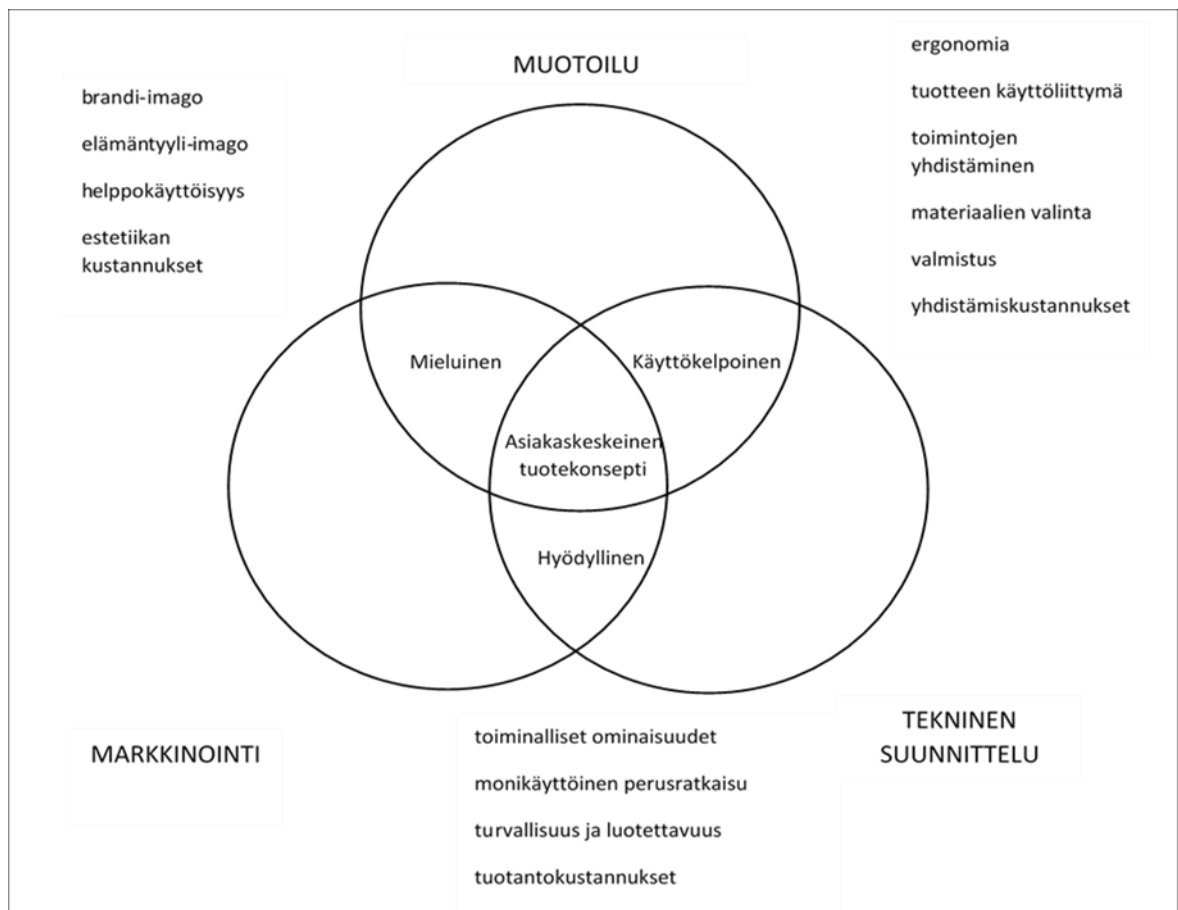 MUOTOILU
brandi-imago
elämäntyyli-imago
helppokäyttöisyys
estetiikan
kustannukset
ergonomia
tuotteen käyttöliittymä
toimintojen
yhdistäminen
materiaalien valinta
valmistus
yhdistämiskustannukset
Mieluinen
Käyttökelpoinen
Asiakaskeskeinen
tuotekonsepti
Hyödyllinen
MARKKINOINTI
toiminalliset ominaisuudet
monikäyttöinen perusratkaisu
turvallisuus ja luotettavuus
tuotantokustannukset
TEKNINEN
SUUNNITTELU